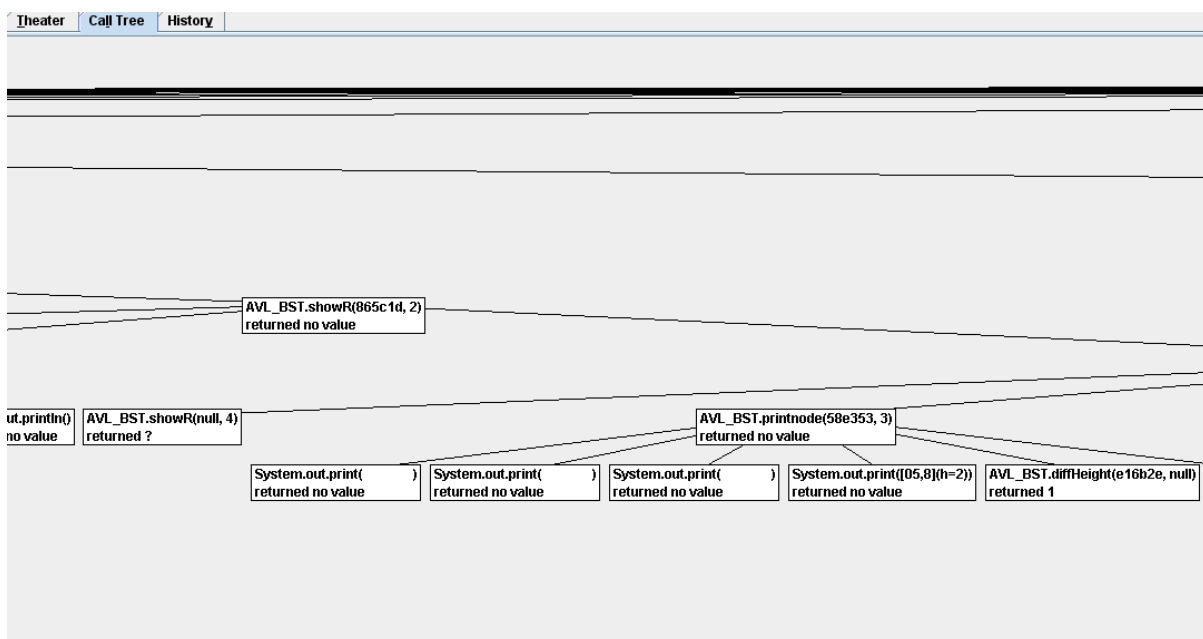 Theater Call Tree History
AVL_BST.showR(865c1d, 2)
returned no value
ut.println()
no value
AVL_BST.showR(null, 4)
returned ?
AVL_BST.printnode(58e353, 3)
returned no value
System.out.print( )
returned no value
System.out.print( )
returned no value
System.out.print( )
returned no value
System.out.print([05,8](h=2))
returned no value
AVL_BST.diffHeight(e16b2e, null)
returned 1